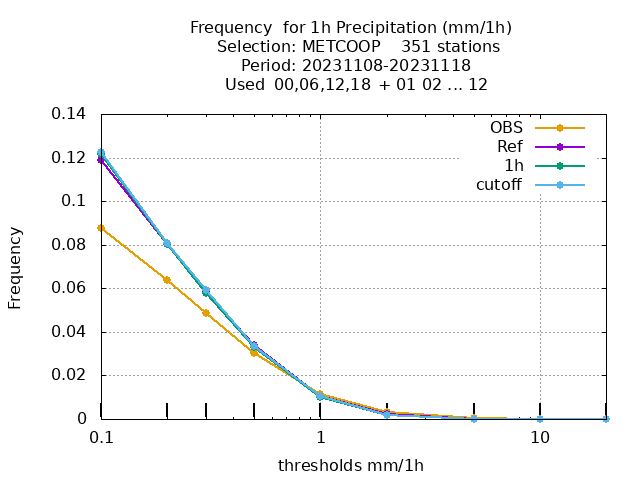 Frequency  for 1h Precipitation (mm/1h)
Selection: METCOOP    351 stations
Period: 20231108-20231118
Used  00,06,12,18 + 01 02 ... 12
OBS
Ref
1h
cutoff
0.14
0.12
0.1
0.08
0.06
0.04
0.02
0
Frequency
0.1
1
10
thresholds mm/1h